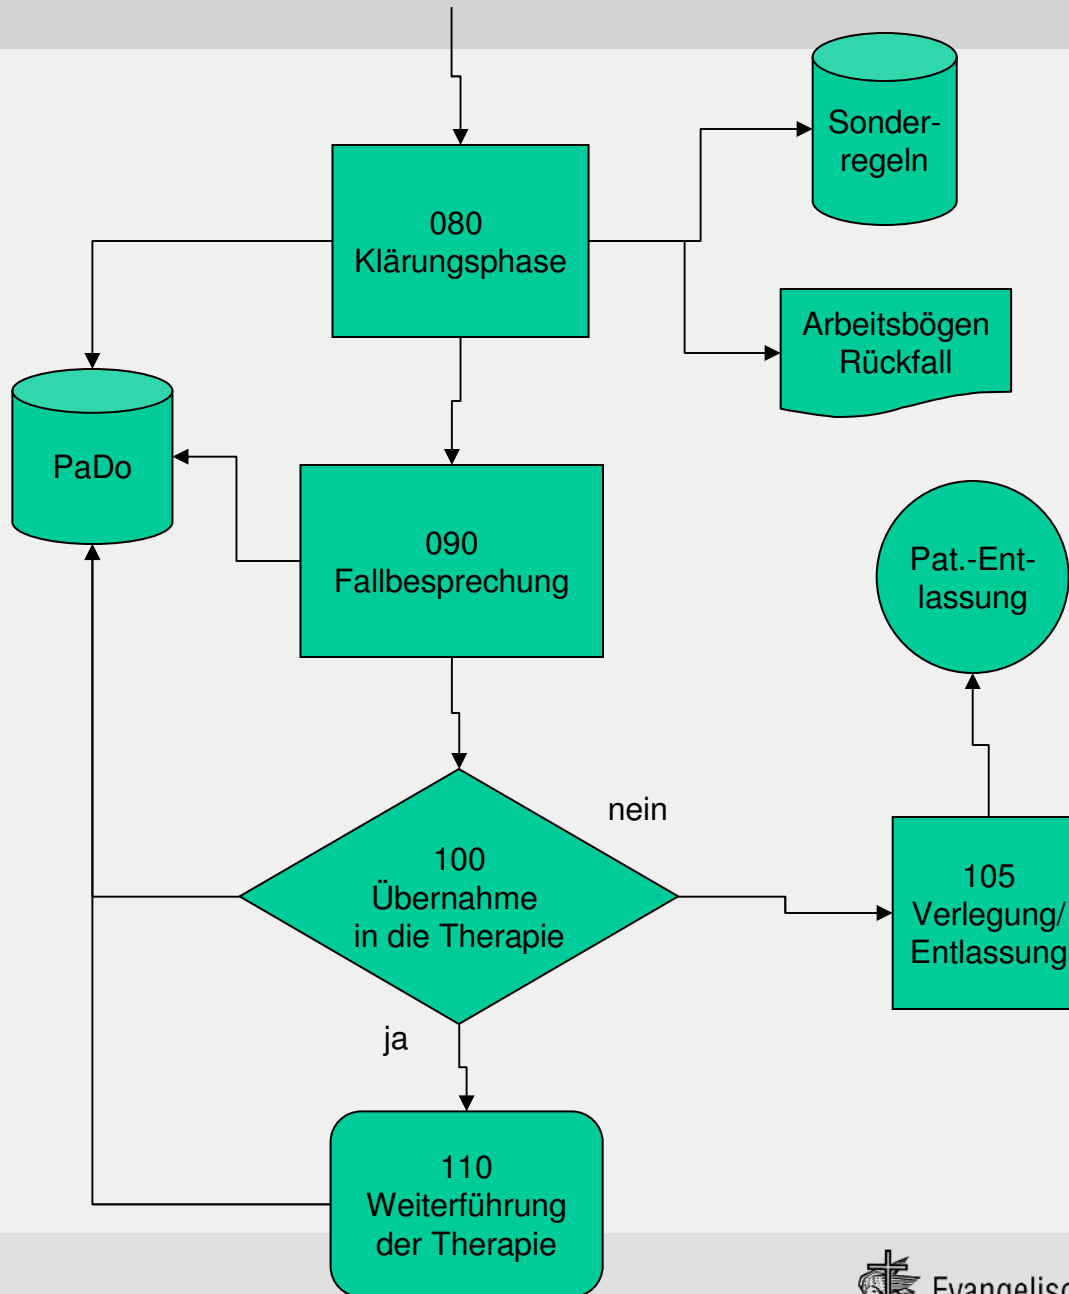 Sonder-
regeln
080
Klärungsphase
Arbeitsbögen
Rückfall
PaDo
090
Fallbesprechung
Pat.-Ent-
lassung
nein
100
Übernahme
in die Therapie
105
Verlegung/
Entlassung
ja
110
Weiterführung
der Therapie